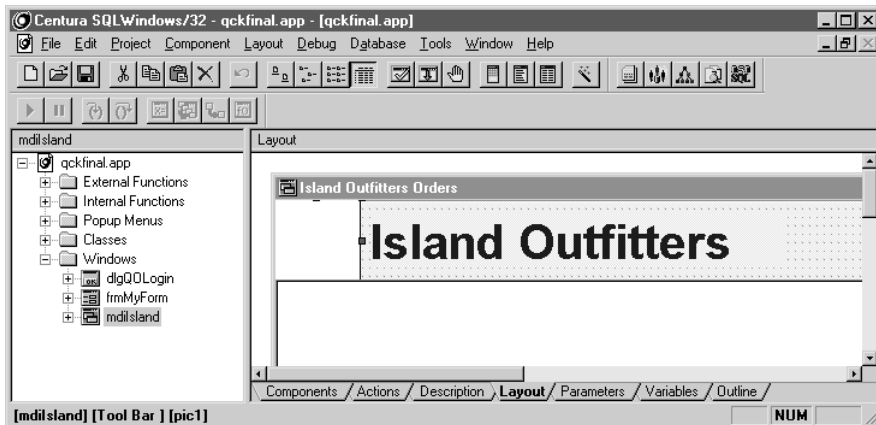 Centura SQLWindows/32 - qckfinal.app - [qckfinal.app]
File Edit Project Component Layout Debug Database Tools Window Help
mdiIsland
qckfinal.app
External Functions
Internal Functions
Popup Menus
Classes
Windows
dlgQOLogin
frmMyForm
mdiIsland
Layout
Island Outfitters Orders
Island Outfitters
Components Actions Description Layout Parameters Variables Outline
[mdiIsland] [Tool Bar ] [pic1]
NUM